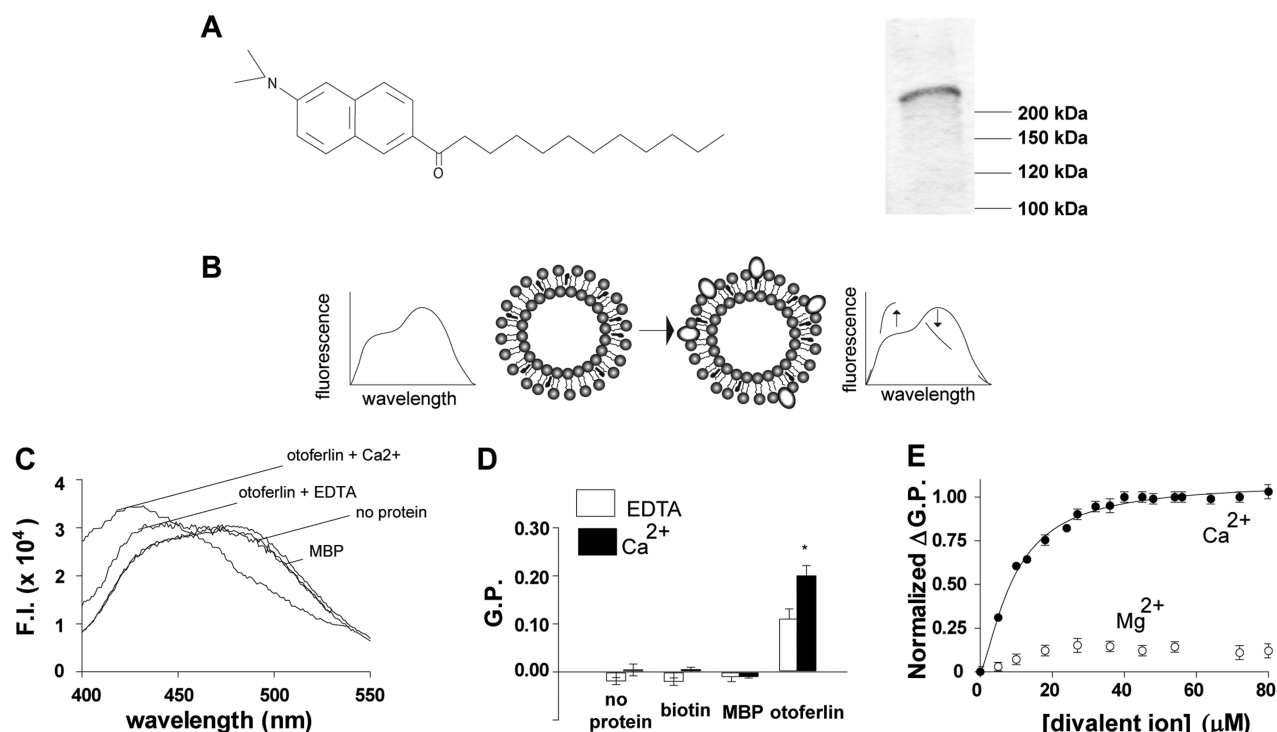 A
N
O
200 kDa
150 kDa
120 kDa
100 kDa
B
fluorescence
wavelength
fluorescence
wavelength
C
otoferlin + Ca2+
otoferlin + EDTA
no protein
MBP
F.I. (x 10⁴)
4
3
2
1
0
400
450
500
550
wavelength (nm)
D
EDTA
Ca²⁺
G.P.
0.30
0.20
0.10
0.00
*
no protein
biotin
MBP
otoferlin
E
Normalized Δ G.P.
1.00
0.75
0.50
0.25
0
Ca²⁺
Mg²⁺
0
20
40
60
80
[divalent ion] (μM)